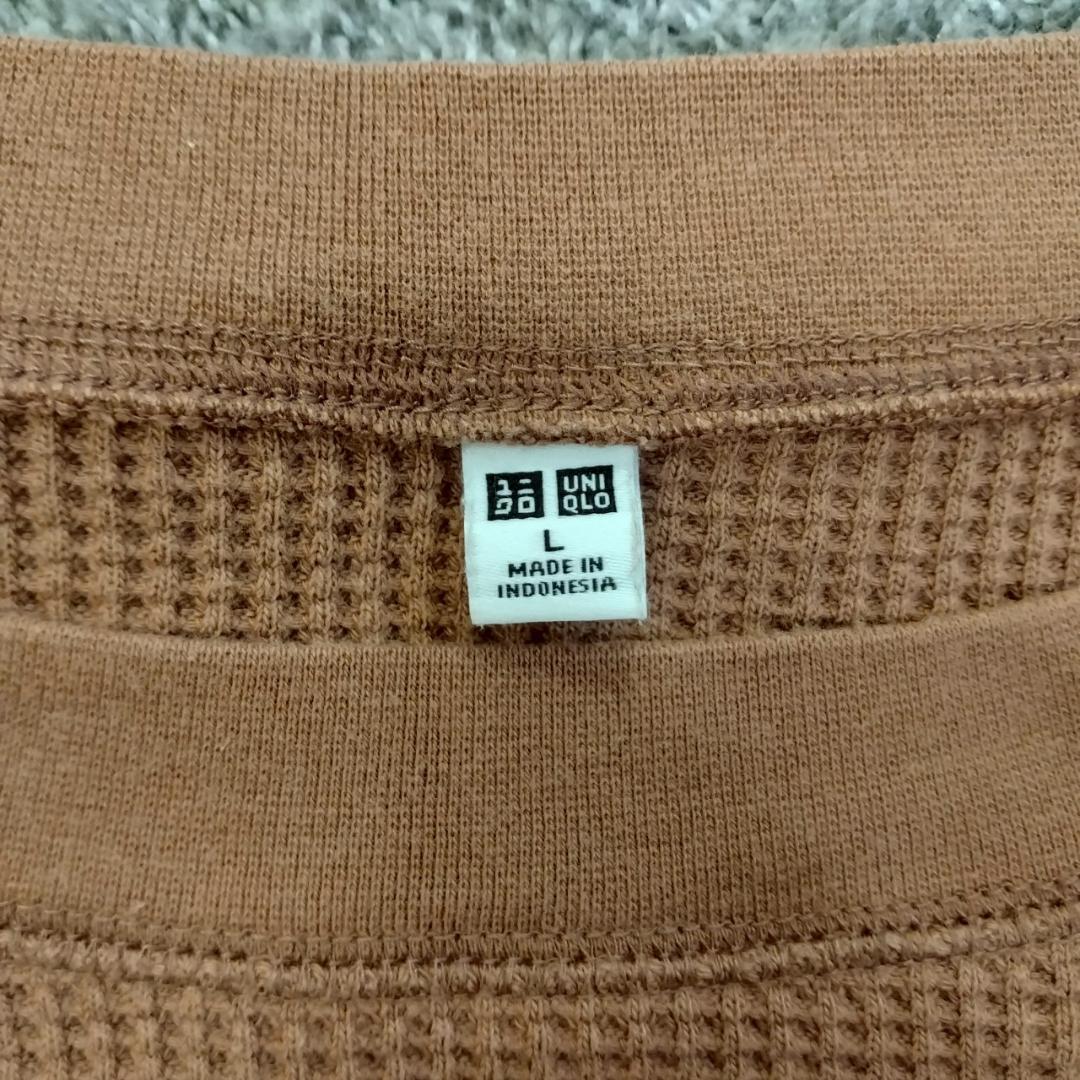 ユニ UNI
クロ QLO
L
MADE IN
INDONESIA